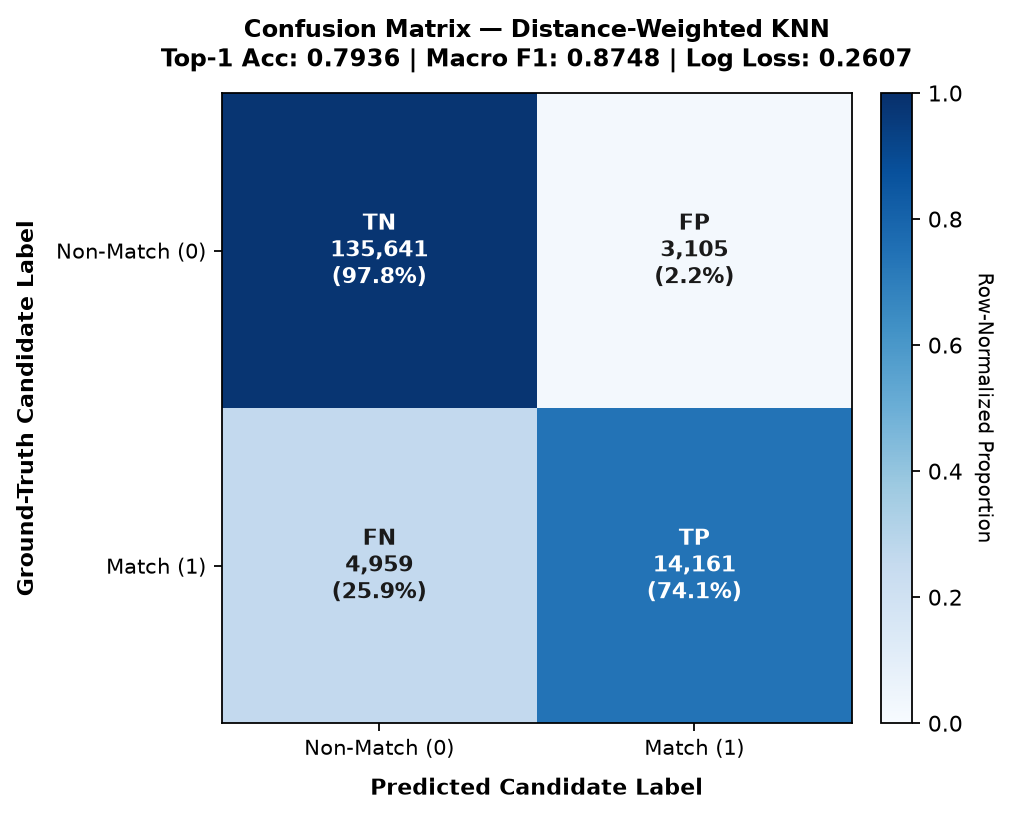 Confusion Matrix — Distance-Weighted KNN
Top-1 Acc: 0.7936 | Macro F1: 0.8748 | Log Loss: 0.2607
Ground-Truth Candidate Label
Non-Match (0)
Match (1)
TN
135,641
(97.8%)
FP
3,105
(2.2%)
FN
4,959
(25.9%)
TP
14,161
(74.1%)
Non-Match (0)
Match (1)
Predicted Candidate Label
1.0
0.8
0.6
0.4
0.2
0.0
Row-Normalized Proportion